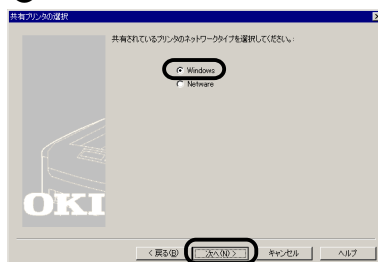 共有プリンタの選択
共有されているプリンタのネットワークタイプを選択してください。:
Windows
Netware
OKI
< 戻る(B)
次へ(N) >
キャンセル
ヘルプ